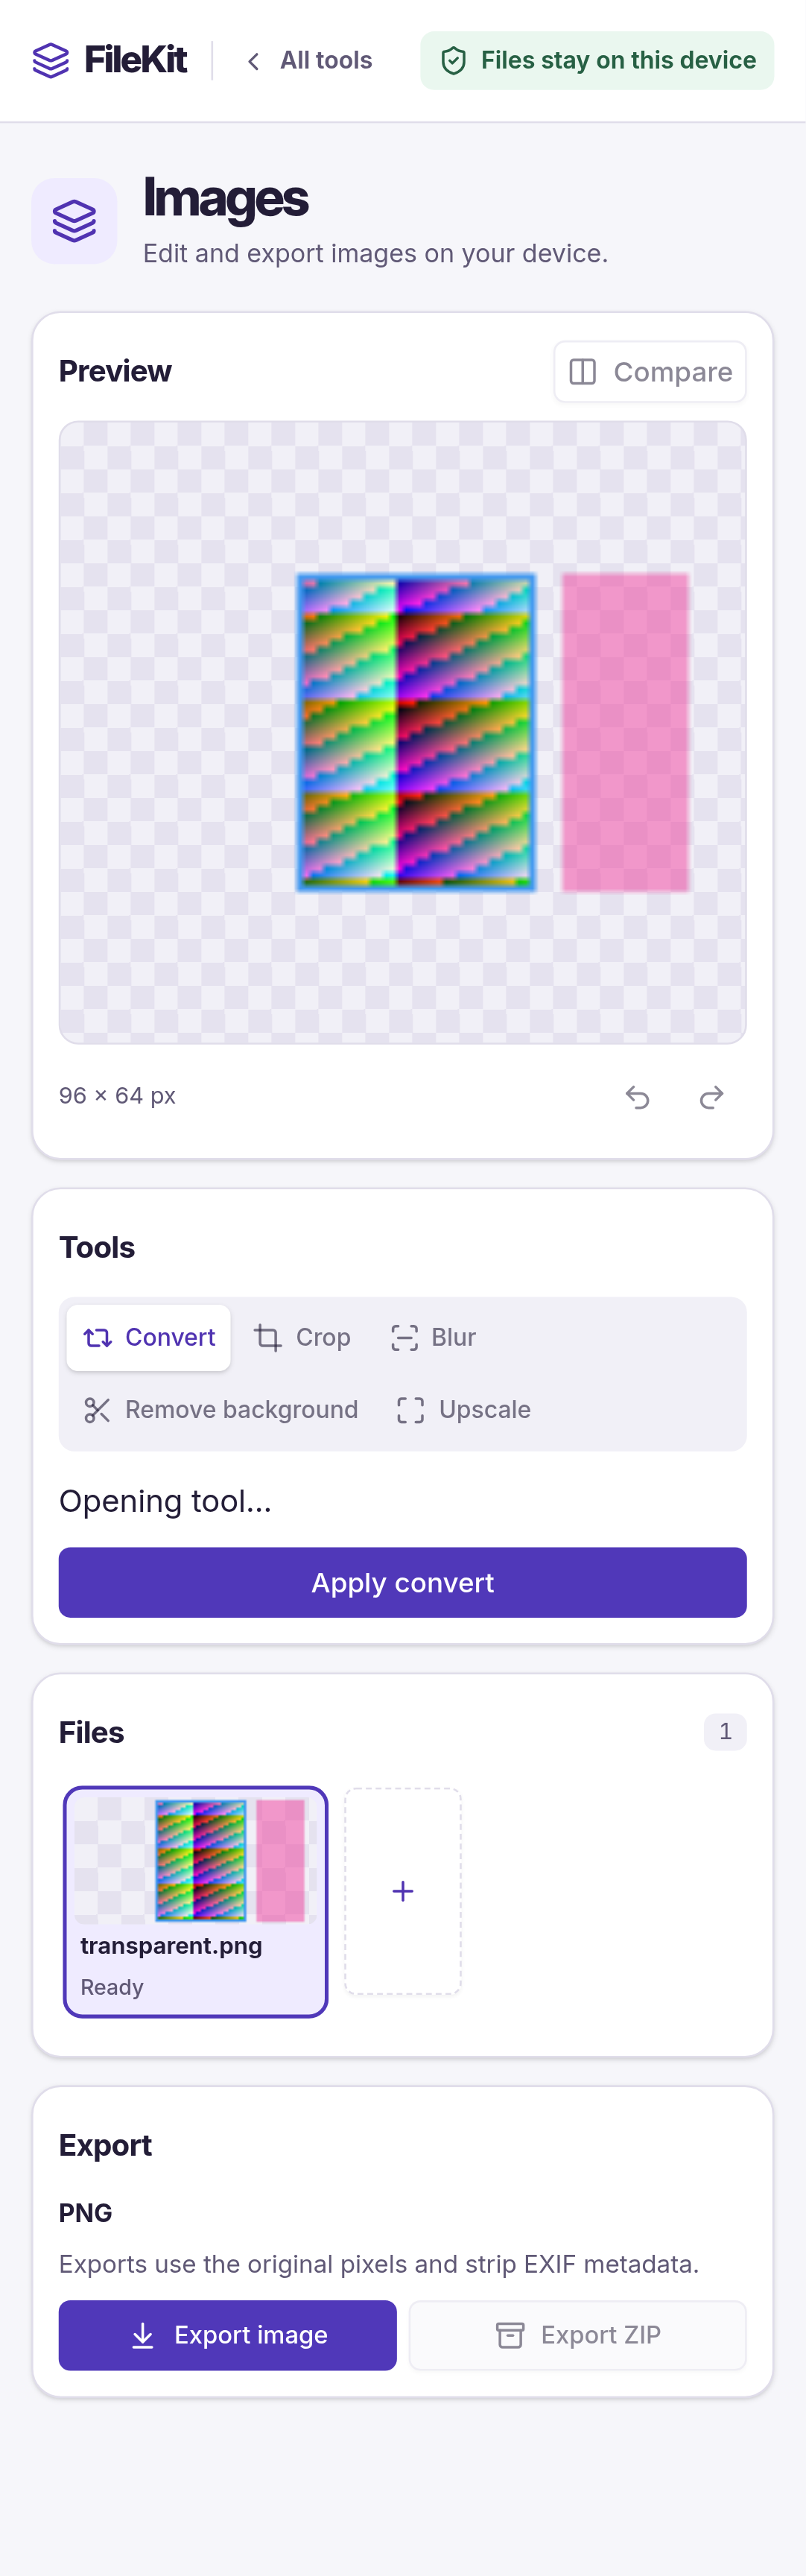 FileKit
All tools
Files stay on this device
Images
Edit and export images on your device.
Preview
Compare
96 × 64 px
Tools
Convert
Crop
Blur
Remove background
Upscale
Opening tool...
Apply convert
Files
1
transparent.png
Ready
Export
PNG
Exports use the original pixels and strip EXIF metadata.
Export image
Export ZIP